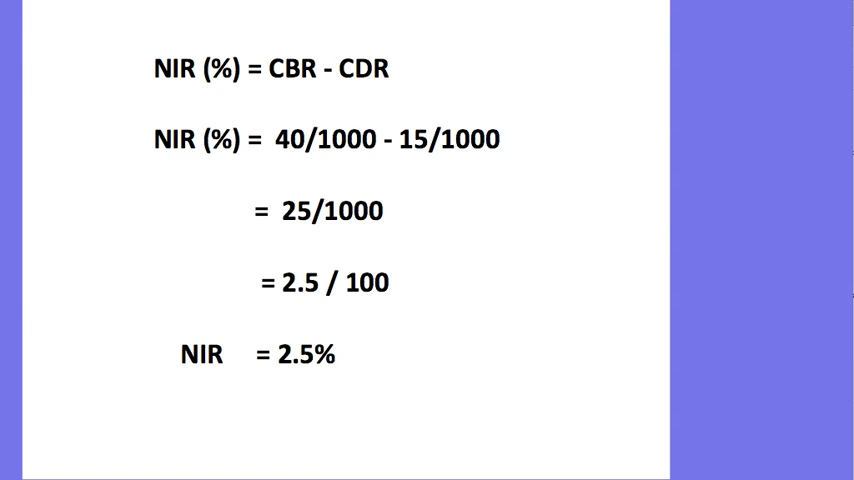 NIR (%) = CBR - CDR
NIR (%) = 40/1000 - 15/1000
= 25/1000
= 2.5 / 100
NIR = 2.5%